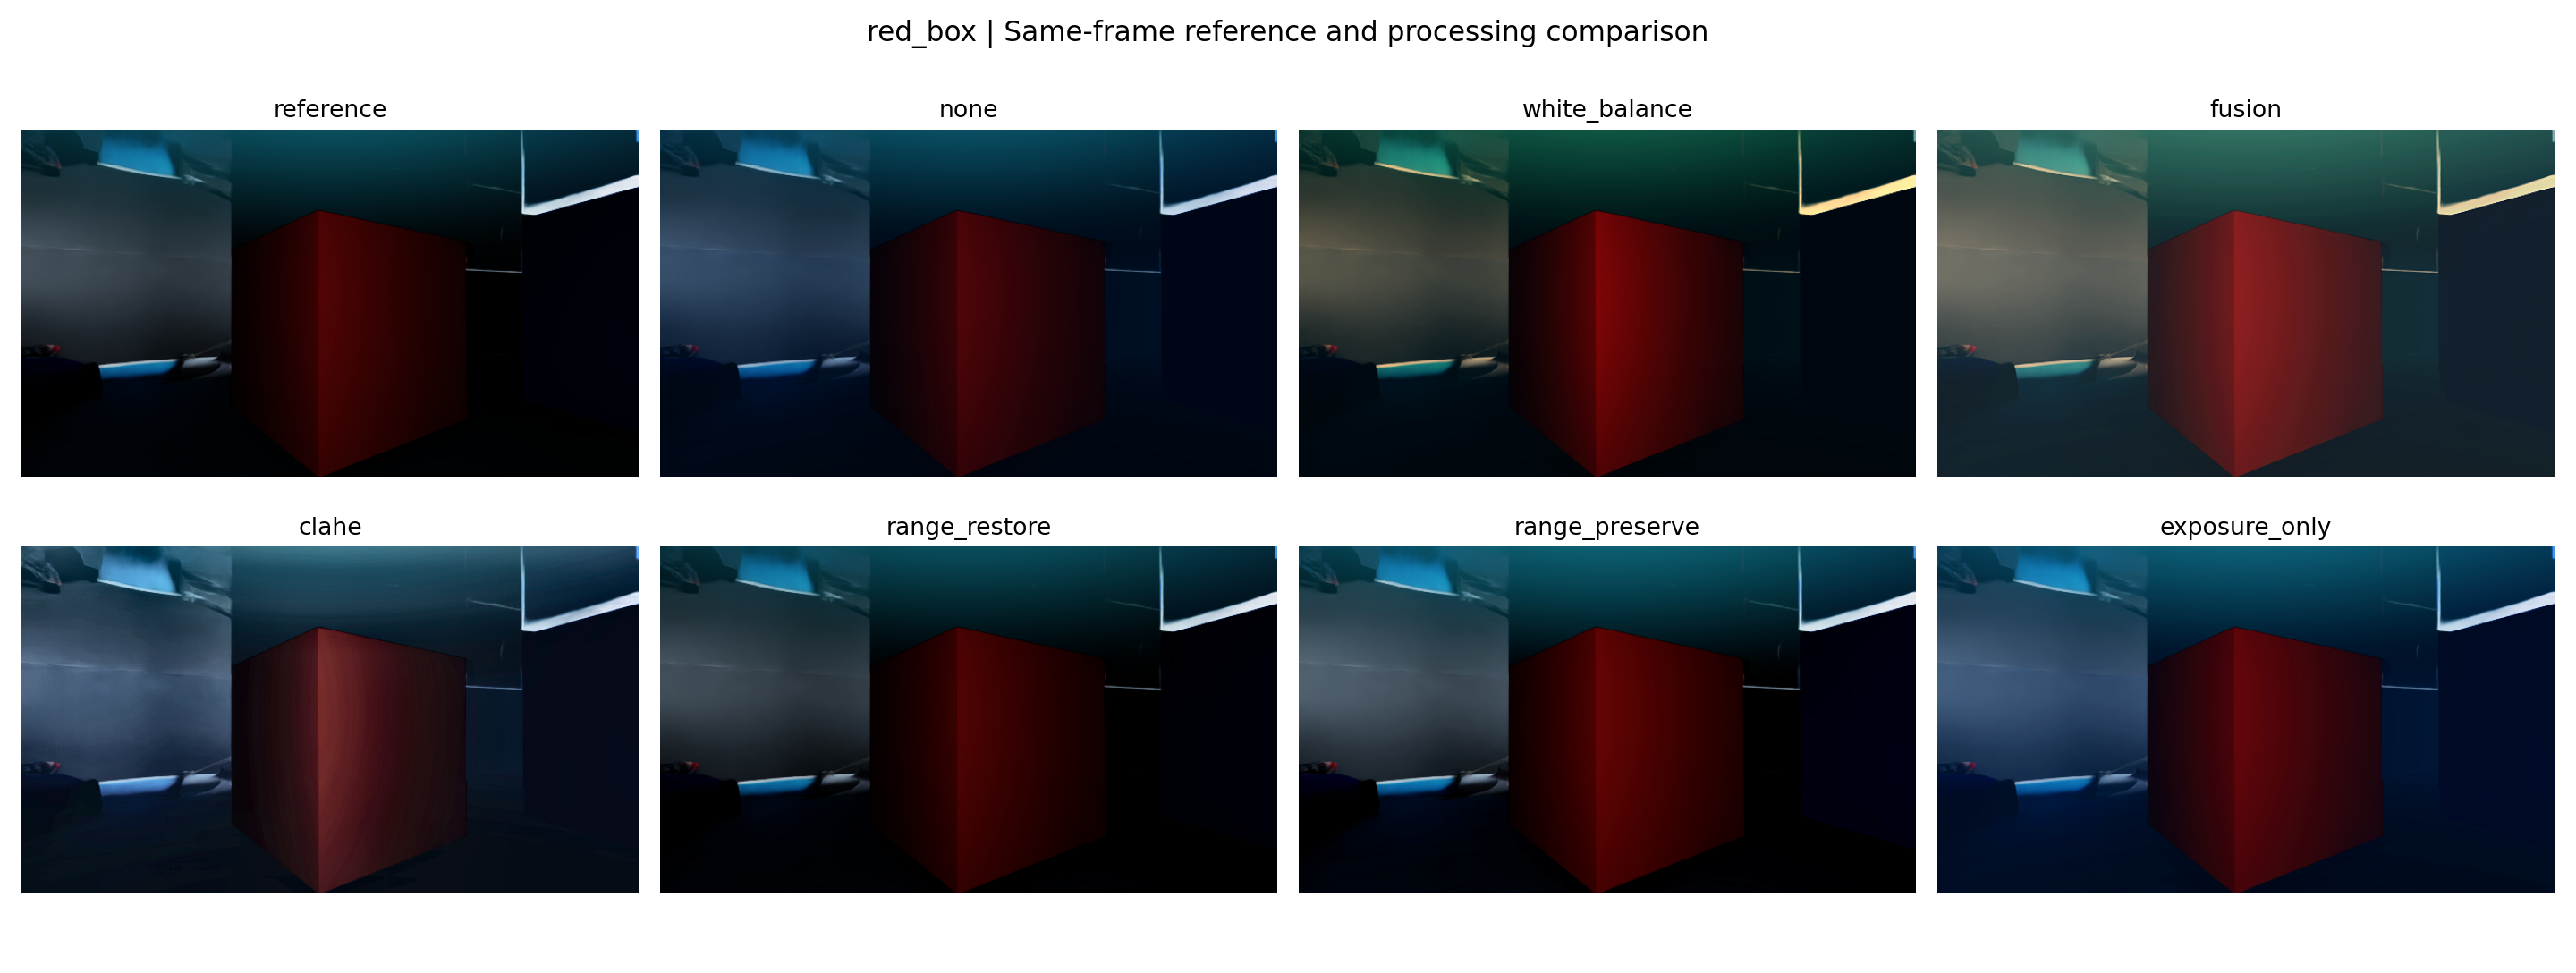 red_box | Same-frame reference and processing comparison
reference
none
white_balance
fusion
clahe
range_restore
range_preserve
exposure_only